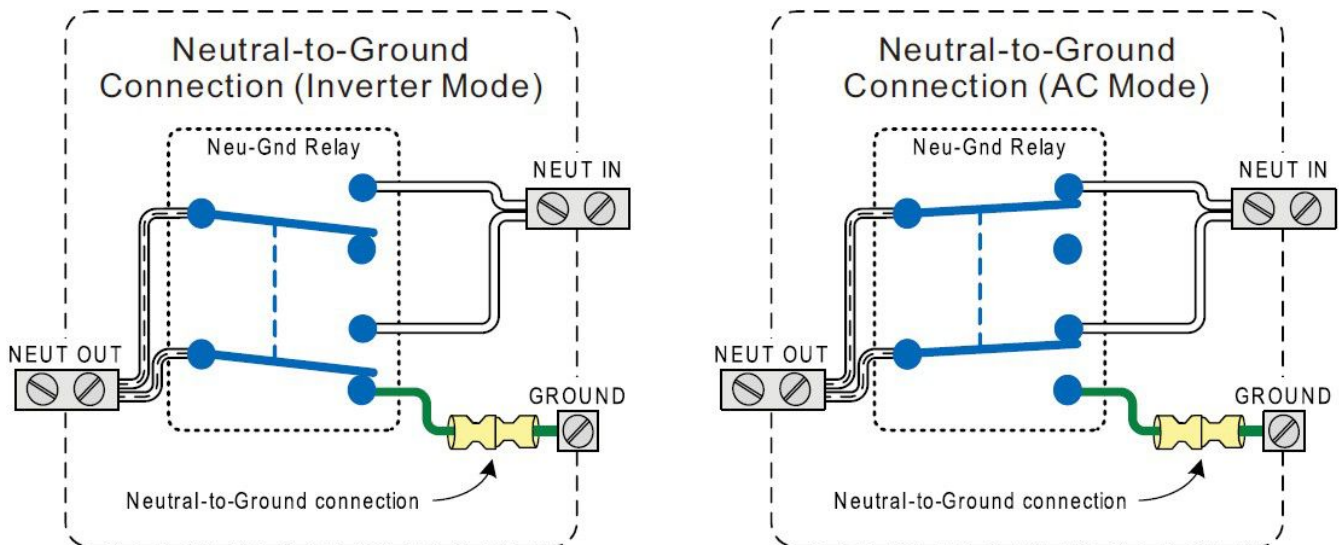 Neutral-to-Ground
Connection (Inverter Mode)
Neu-Gnd Relay
NEUT IN
NEUT OUT
GROUND
Neutral-to-Ground connection
Neutral-to-Ground
Connection (AC Mode)
Neu-Gnd Relay
NEUT IN
NEUT OUT
GROUND
Neutral-to-Ground connection